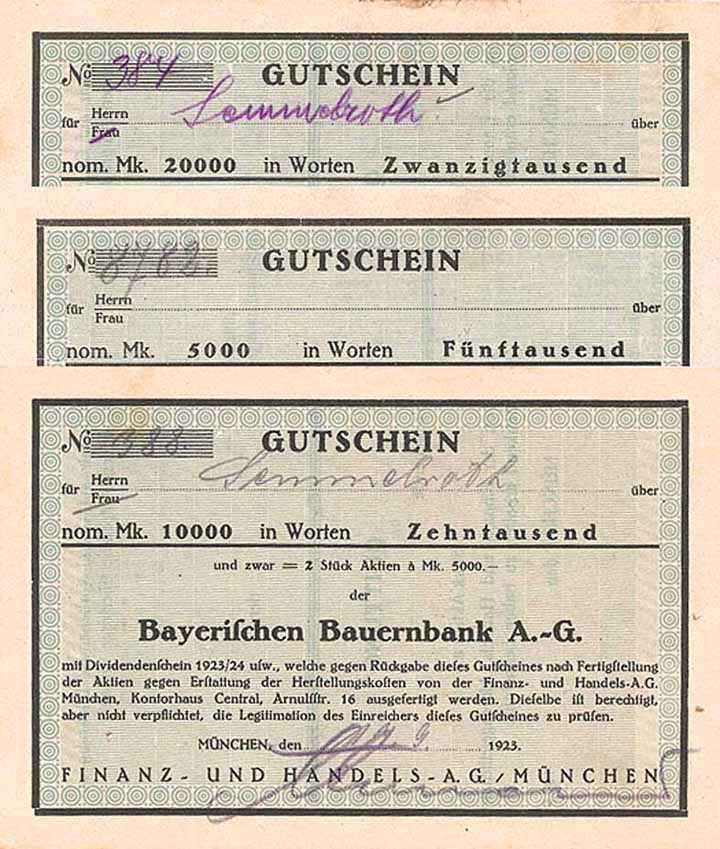 No 384 GUTSCHEIN
für Herrn Semmelroth über
Frau
nom. Mk. 20000 in Worten Zwanzigtausend
No 8782. GUTSCHEIN
für Herrn über
Frau
nom. Mk. 5000 in Worten Fünftausend
No 388. GUTSCHEIN
für Herrn Semmelroth über
Frau
nom. Mk. 10000 in Worten Zehntausend
und zwar = 2 Stück Aktien à Mk. 5000.—
der
Bayeriſchen Bauernbank A.-G.
mit Dividendenſchein 1923/24 uſw., welche gegen Rückgabe dieſes Gutſcheines nach Fertigſtellung
der Aktien gegen Erſtattung der Herſtellungskoſten von der Finanz- und Handels-A.G.
München, Kontorhaus Central, Arnulfſtr. 16 ausgefertigt werden. Dieſelbe iſt berechtigt,
aber nicht verpflichtet, die Legitimation des Einreichers dieſes Gutſcheines zu prüfen.
MÜNCHEN, den 9. 1923.
FINANZ- UND HANDELS-A.G./MÜNCHEN